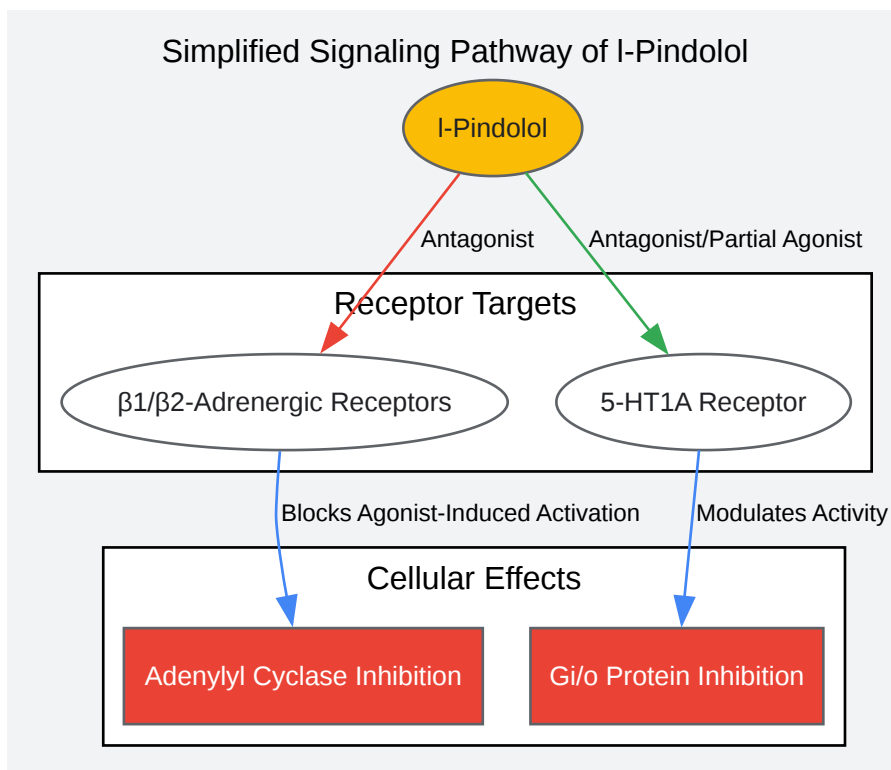 Simplified Signaling Pathway of l-Pindolol
l-Pindolol
Antagonist
Antagonist/Partial Agonist
Receptor Targets
β1/β2-Adrenergic Receptors
5-HT1A Receptor
Blocks Agonist-Induced Activation
Modulates Activity
Cellular Effects
Adenylyl Cyclase Inhibition
Gi/o Protein Inhibition